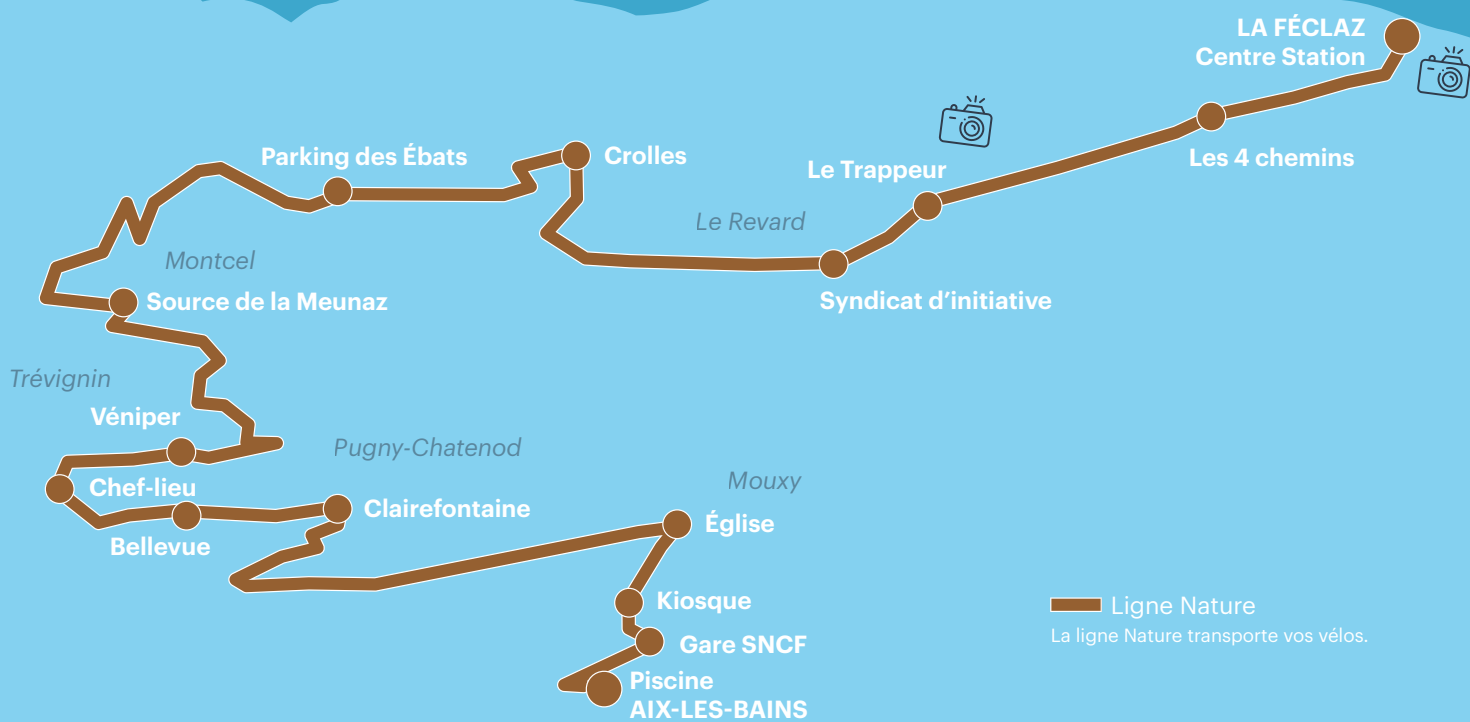 LA FÉCLAZ
Centre Station
Parking des Ébats
Crolles
Le Trappeur
Les 4 chemins
Le Revard
Montcel
Source de la Meunaz
Syndicat d’initiative
Trévignin
Véniper
Pugny-Chatenod
Mouxy
Chef-lieu
Clairefontaine
Église
Bellevue
Kiosque
Ligne Nature
La ligne Nature transporte vos vélos.
Gare SNCF
Piscine
AIX-LES-BAINS